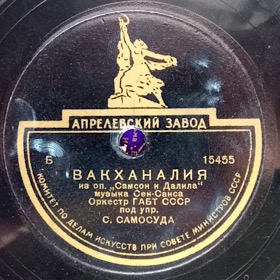 АПРЕЛЕВСКИЙ ЗАВОД
Б 15455
ВАКХАНАЛИЯ
из оп. „Самсон и Далила“
музыка Сен-Санса
Оркестр ГАБТ СССР
под упр.
С. САМОСУДА
КОМИТЕТ ПО ДЕЛАМ ИСКУССТВ ПРИ СОВЕТЕ МИНИСТРОВ СССР